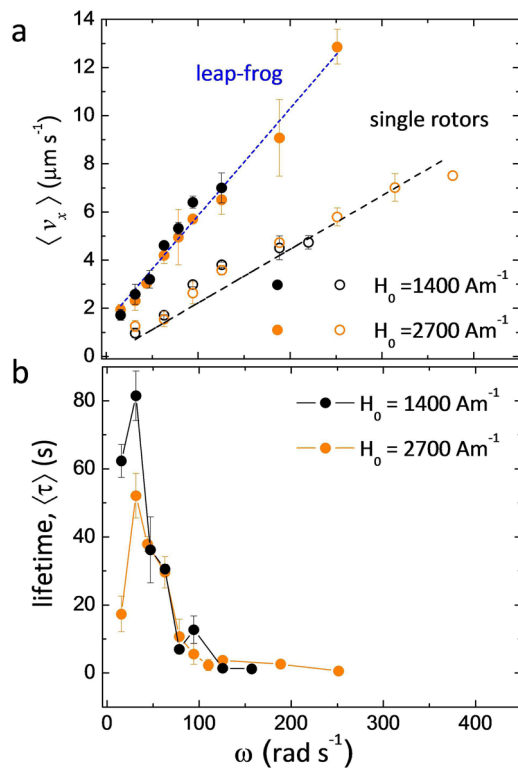 a
14
12
10
8
6
4
2
0
⟨v_x⟩ (μm s⁻¹)
leap-frog
single rotors
H₀ =1400 Am⁻¹
H₀ =2700 Am⁻¹
b
80
60
40
20
0
lifetime, ⟨τ⟩ (s)
H₀ = 1400 Am⁻¹
H₀ = 2700 Am⁻¹
0 100 200 300 400
ω (rad s⁻¹)